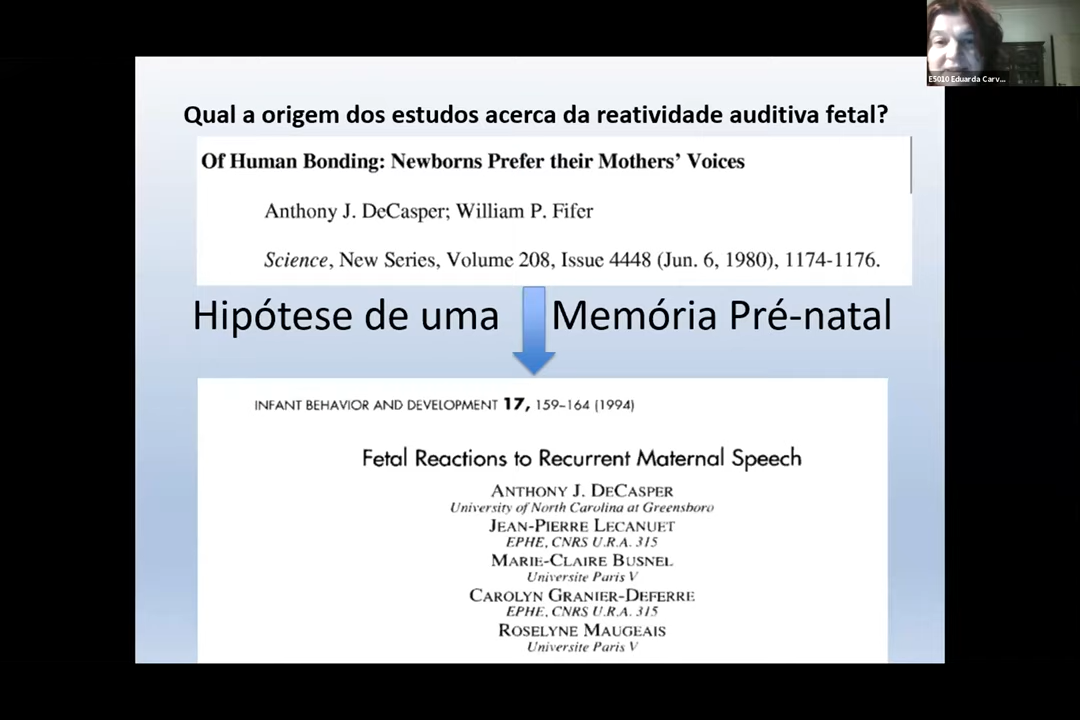 E5010 Eduarda Carv...
Qual a origem dos estudos acerca da reatividade auditiva fetal?
Of Human Bonding: Newborns Prefer their Mothers’ Voices
Anthony J. DeCasper; William P. Fifer
Science, New Series, Volume 208, Issue 4448 (Jun. 6, 1980), 1174-1176.
Hipótese de uma Memória Pré-natal
INFANT BEHAVIOR AND DEVELOPMENT 17, 159–164 (1994)
Fetal Reactions to Recurrent Maternal Speech
ANTHONY J. DECASPER
University of North Carolina at Greensboro
JEAN-PIERRE LECANUET
EPHE, CNRS U.R.A. 315
MARIE-CLAIRE BUSNEL
Universite Paris V
CAROLYN GRANIER-DEFERRE
EPHE, CNRS U.R.A. 315
ROSELYNE MAUGEAIS
Universite Paris V